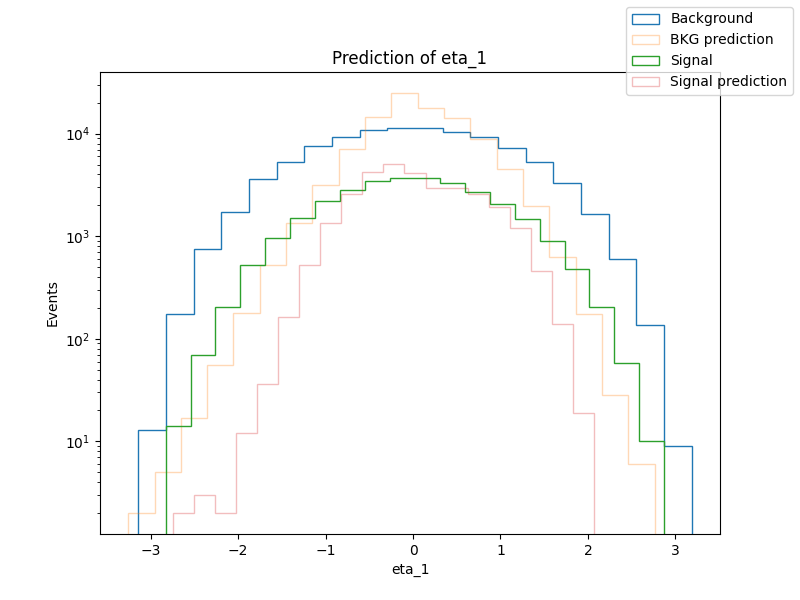 Prediction of eta_1
Background
BKG prediction
Signal
Signal prediction
Events
10^4
10^3
10^2
10^1
−3 −2 −1 0 1 2 3
eta_1